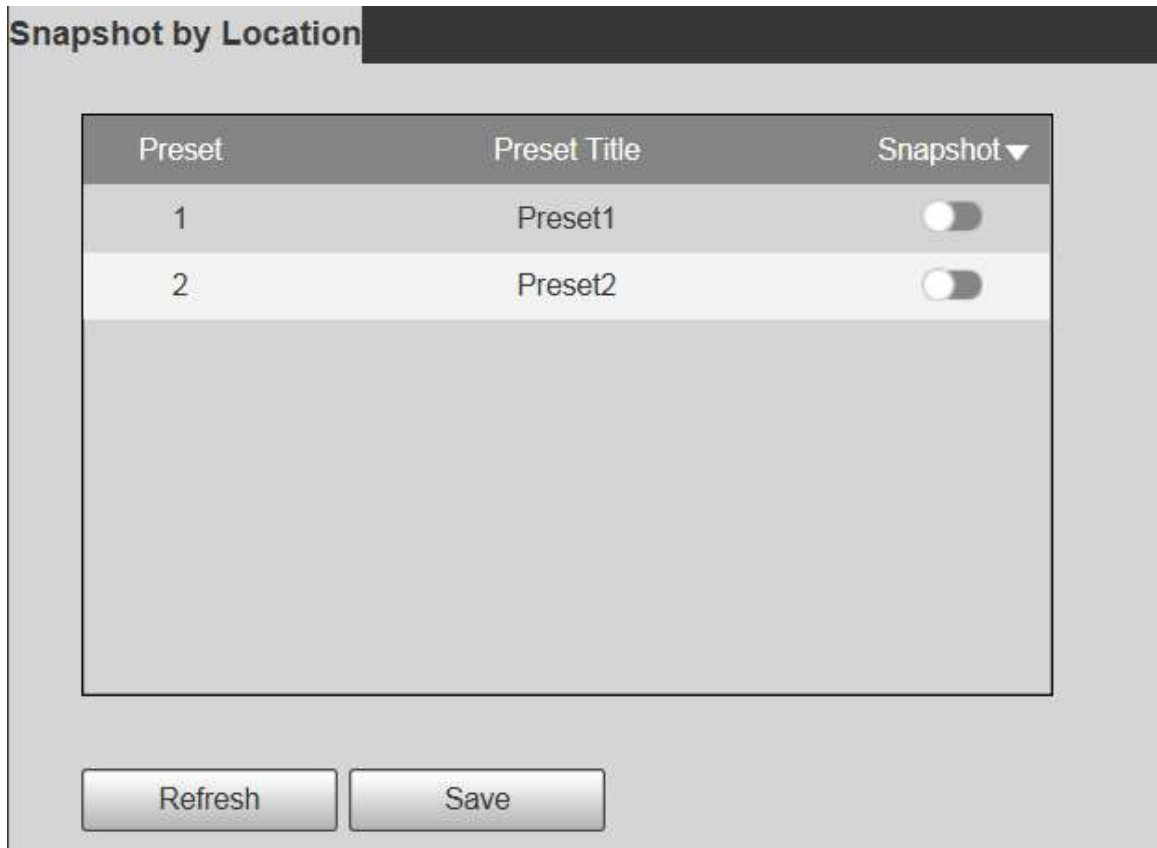 Snapshot by Location
Preset Preset Title Snapshot
1 Preset1
2 Preset2
Refresh Save